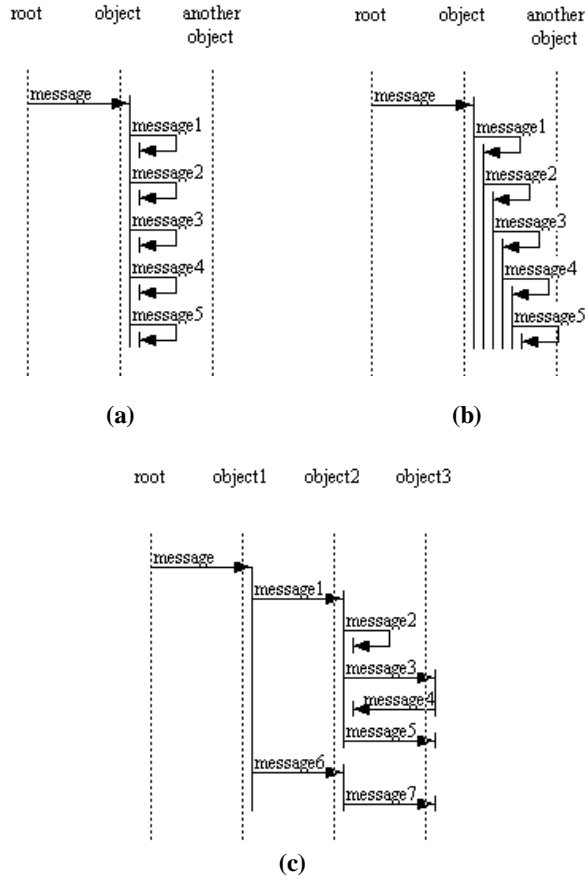 root object another
object
message
message1
message2
message3
message4
message5
(a)
root object another
object
message
message1
message2
message3
message4
message5
(b)
root object1 object2 object3
message
message1
message2
message3
message4
message5
message6
message7
(c)